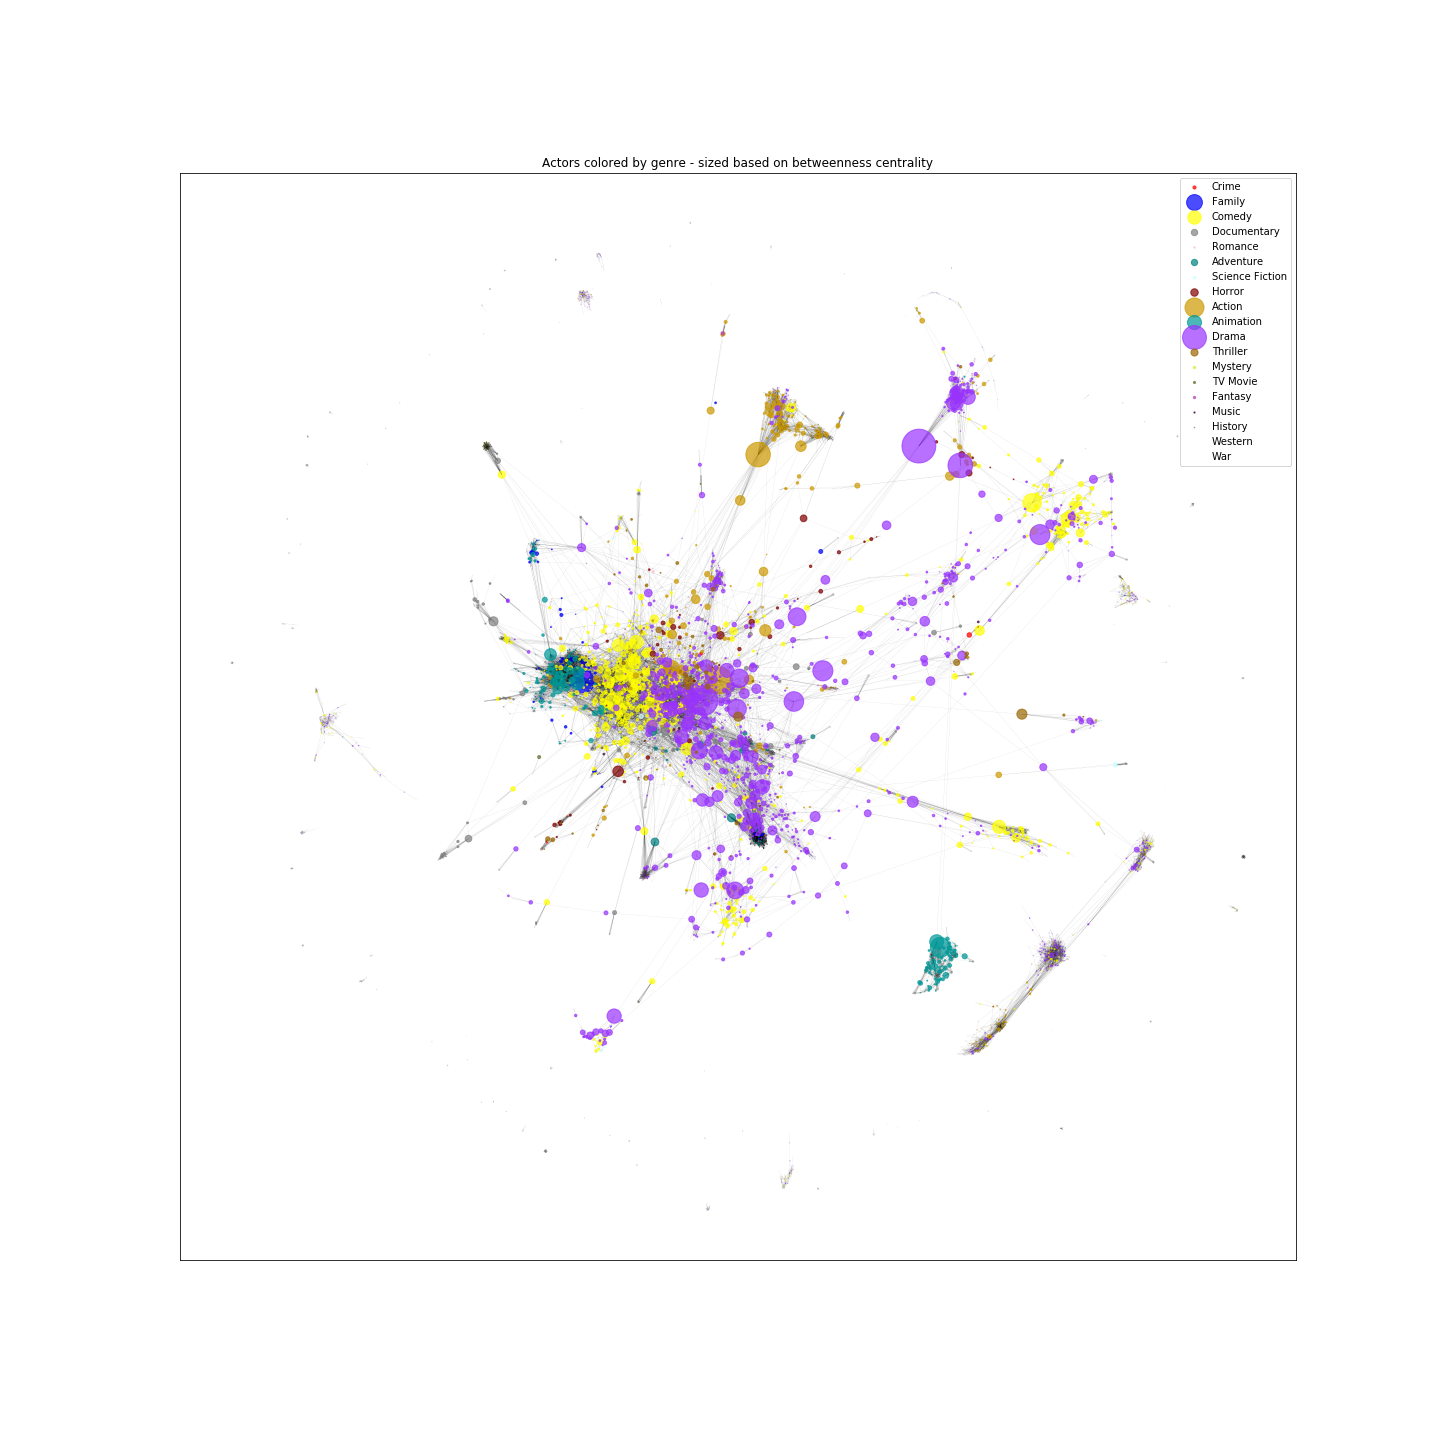 Actors colored by genre - sized based on betweenness centrality
Crime
Family
Comedy
Documentary
Romance
Adventure
Science Fiction
Horror
Action
Animation
Drama
Thriller
Mystery
TV Movie
Fantasy
Music
History
Western
War